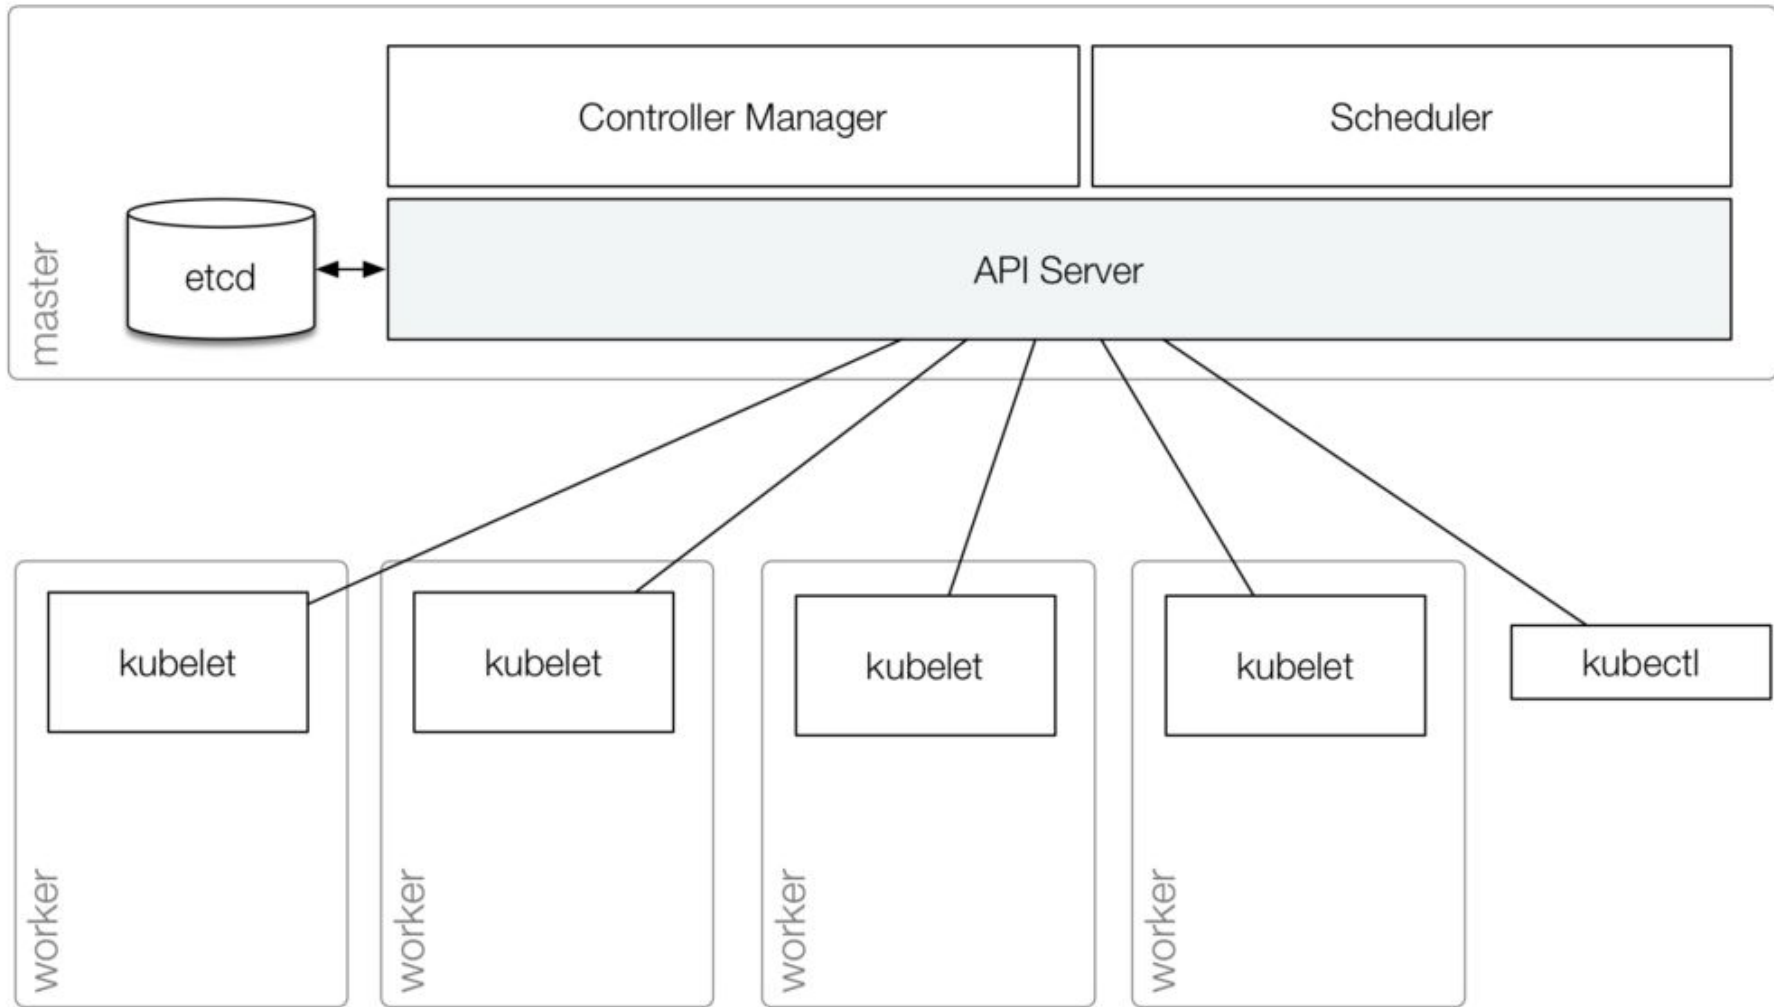 Controller Manager
Scheduler
etcd
API Server
master
kubelet
kubelet
kubelet
kubelet
kubectl
worker
worker
worker
worker